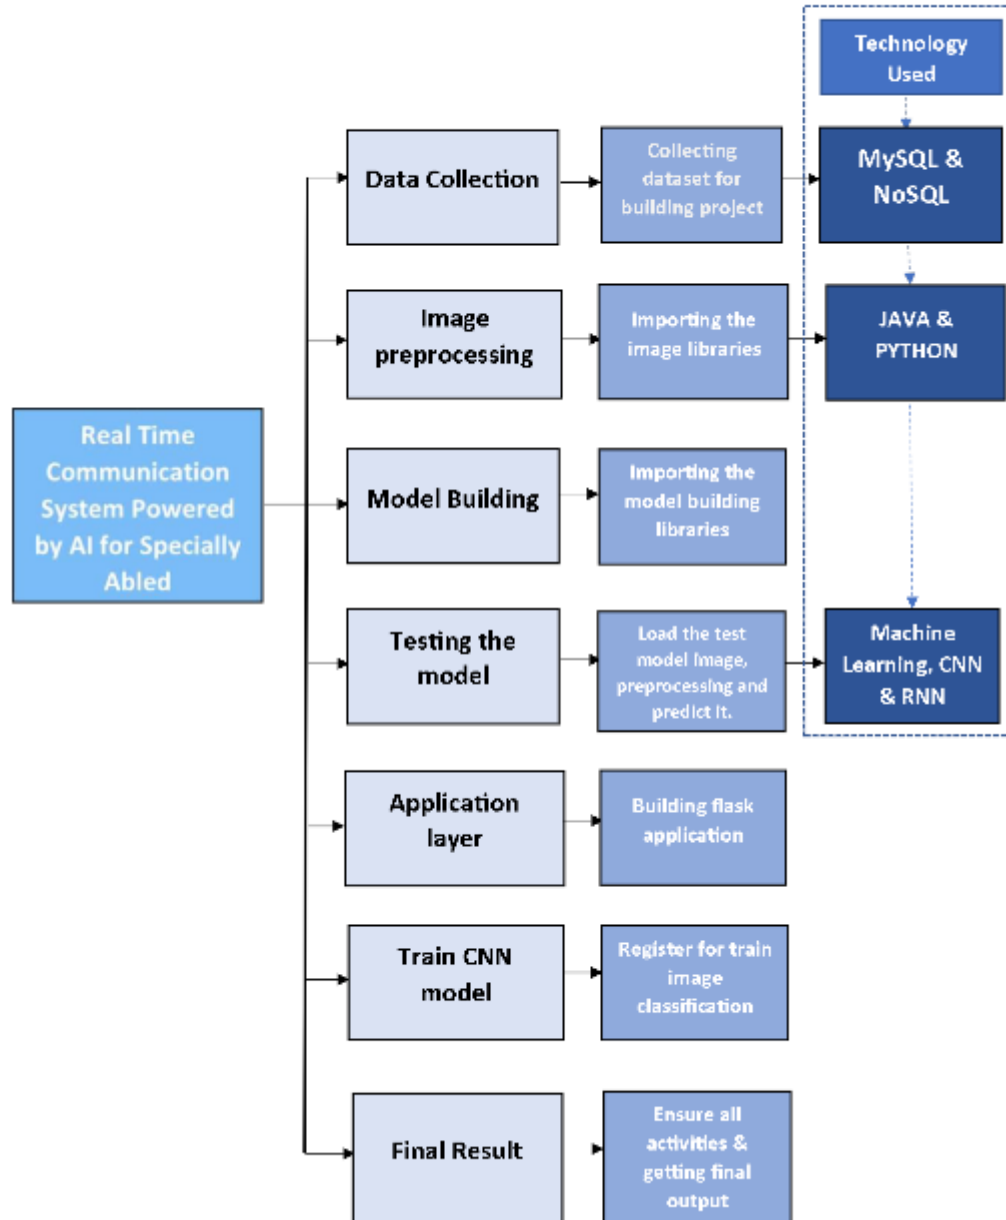 Technology
Used
Data Collection
Collecting
dataset for
building project
MySQL &
NoSQL
Image
preprocessing
Importing the
image libraries
JAVA &
PYTHON
Real Time
Communication
System Powered
by AI for Specially
Abled
Model Building
Importing the
model building
libraries
Testing the
model
Load the test
model image,
preprocessing and
predict it.
Machine
Learning, CNN
& RNN
Application
layer
Building flask
application
Train CNN
model
Register for train
image
classification
Final Result
Ensure all
activities &
getting final
output